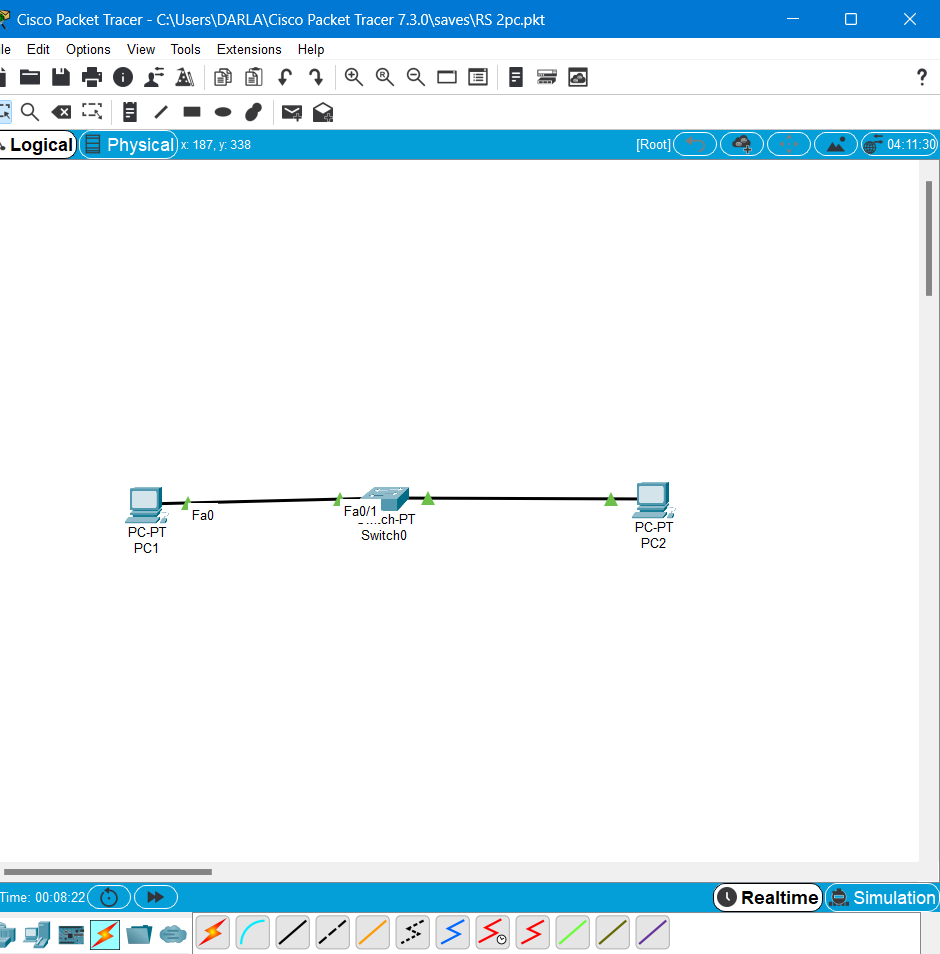 Cisco Packet Tracer - C:\Users\DARLA\Cisco Packet Tracer 7.3.0\saves\RS 2pc.pkt
le Edit Options View Tools Extensions Help
?
Logical Physical x: 187, y: 338 [Root] 04:11:30
Fa0
Fa0/1
ch-PT
Switch0
PC-PT
PC1
PC-PT
PC2
Time: 00:08:22 Realtime Simulation